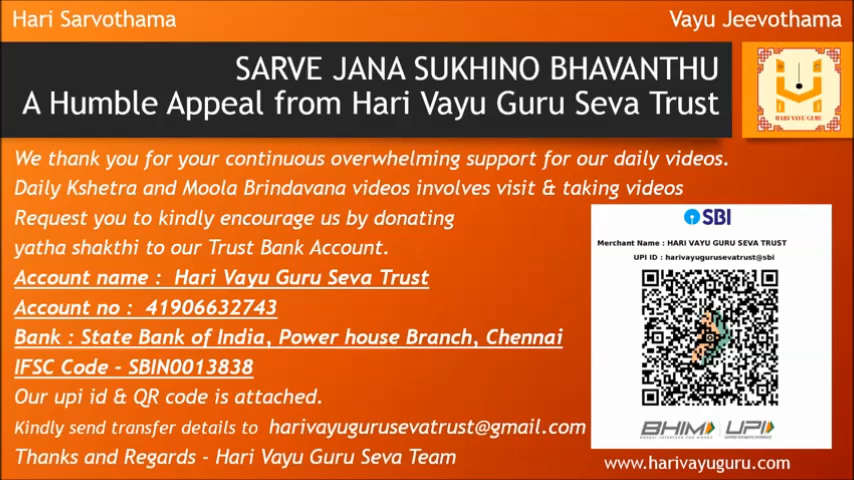 Hari Sarvothama
Vayu Jeevothama
SARVE JANA SUKHINO BHAVANTHU
A Humble Appeal from Hari Vayu Guru Seva Trust
HARI VAYU GURU
We thank you for your continuous overwhelming support for our daily videos.
Daily Kshetra and Moola Brindavana videos involves visit & taking videos
Request you to kindly encourage us by donating
yatha shakthi to our Trust Bank Account.
Account name : Hari Vayu Guru Seva Trust
Account no : 41906632743
Bank : State Bank of India, Power house Branch, Chennai
IFSC Code - SBIN0013838
Our upi id & QR code is attached.
Kindly send transfer details to harivayugurusevatrust@gmail.com
Thanks and Regards - Hari Vayu Guru Seva Team
SBI
Merchant Name : HARI VAYU GURU SEVA TRUST
UPI ID : harivayugurusevatrust@sbi
BHIM UPI
www.harivayuguru.com